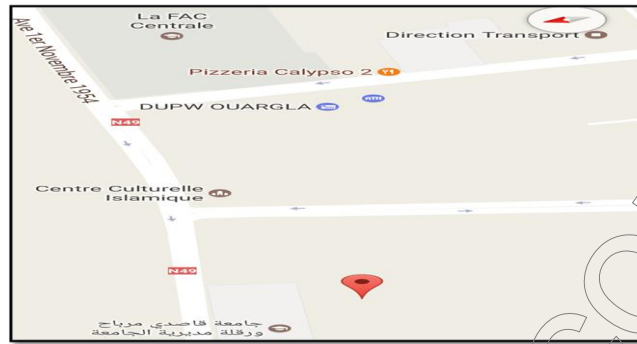 La FAC
Centrale
Direction Transport
Ave 1er Novembre 1954
Pizzeria Calypso 2
DUPW OUARGLA
N49
Centre Culturelle
Islamique
N49
جامعة قاصدي مرباح
ورقلة مديرية الجامعة